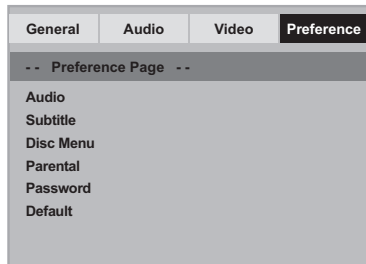 General Audio Video Preference
- - Preference Page - -
Audio
Subtitle
Disc Menu
Parental
Password
Default